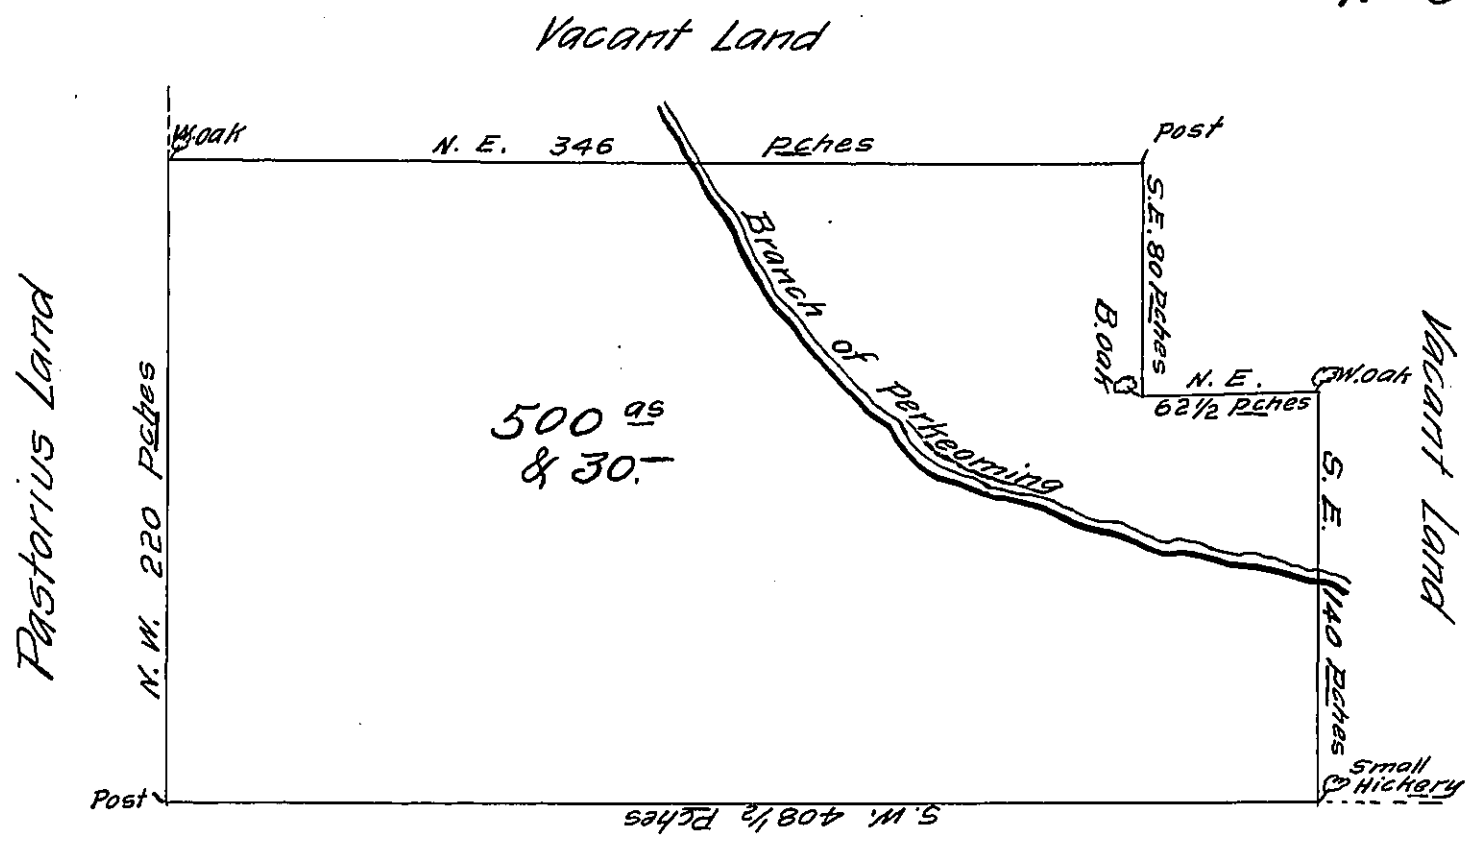 Vacant Land
W.oak
N. E. 346 Pches
Post
S.E. 80 Pches
Branch of Perkeoming
B.oak
N. E.
62½ Pches
W.oak
Vacant Land
Pastorius Land
N. W. 220 Pches
500 as
& 30.—
S. E. 140 Pches
Small
Hickery
Post
S.W. 408½ Pches